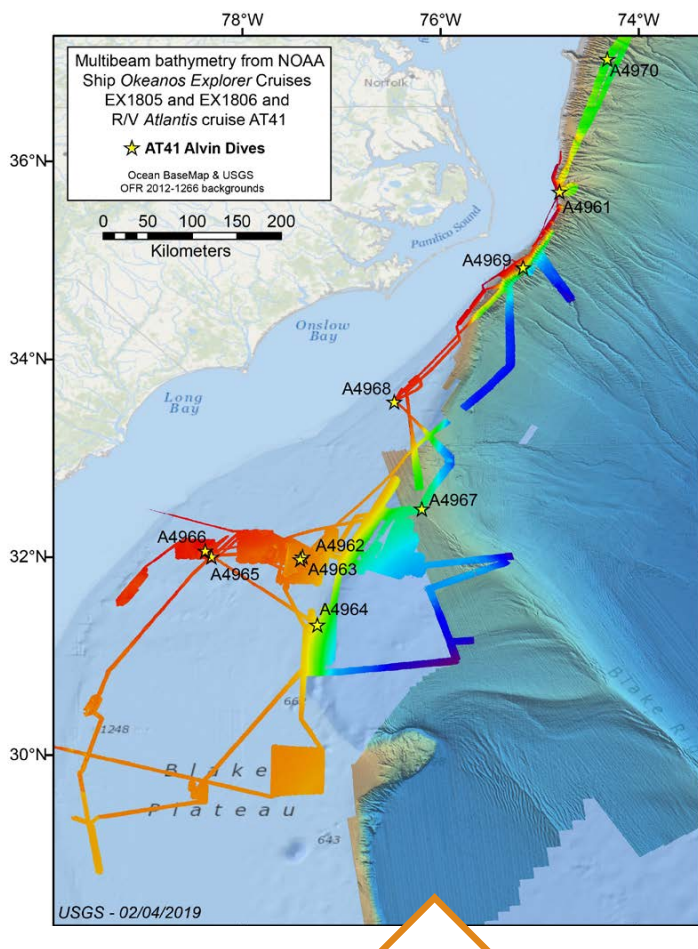 78°W 76°W 74°W
Multibeam bathymetry from NOAA
Ship Okeanos Explorer Cruises
EX1805 and EX1806 and
R/V Atlantis cruise AT41
AT41 Alvin Dives
Ocean BaseMap & USGS
OFR 2012-1266 backgrounds
0 50 100 150 200
Kilometers
Norfolk
A4970
36°N
A4961
Pamlico Sound
A4969
Onslow
Bay
34°N
A4968
Long
Bay
A4967
A4966
A4962
32°N
A4965
A4963
A4964
1248
30°N
Blake
Plateau
643
USGS - 02/04/2019